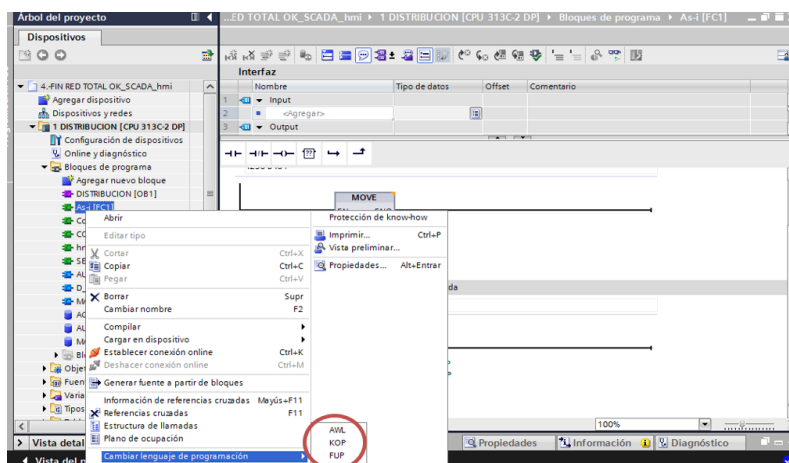 Árbol del proyecto
...ED TOTAL OK_SCADA_hmi ▸ 1 DISTRIBUCION [CPU 313C-2 DP] ▸ Bloques de programa ▸ As-i [FC1]
Dispositivos
Interfaz
Nombre Tipo de datos Offset Comentario
1 Input
2 <Agregar>
3 Output
4.-FIN RED TOTAL OK_SCADA_hmi
Agregar dispositivo
Dispositivos y redes
1 DISTRIBUCION [CPU 313C-2 DP]
Configuración de dispositivos
Online y diagnóstico
Bloques de programa
Agregar nuevo bloque
DISTRIBUCION [OB1]
As-i [FC1]
MOVE
Abrir
Editar tipo
Cortar Ctrl+X
Copiar Ctrl+C
Pegar Ctrl+V
Borrar Supr
Cambiar nombre F2
Compilar
Cargar en dispositivo
Establecer conexión online Ctrl+K
Deshacer conexión online Ctrl+M
Generar fuente a partir de bloques
Información de referencias cruzadas Mayús+F11
Referencias cruzadas F11
Estructura de llamadas
Plano de ocupación
Cambiar lenguaje de programación
Protección de know-how
Imprimir... Ctrl+P
Vista preliminar...
Propiedades... Alt+Entrar
AWL
KOP
FUP
da
100%
Vista detal
Propiedades Información Diagnóstico